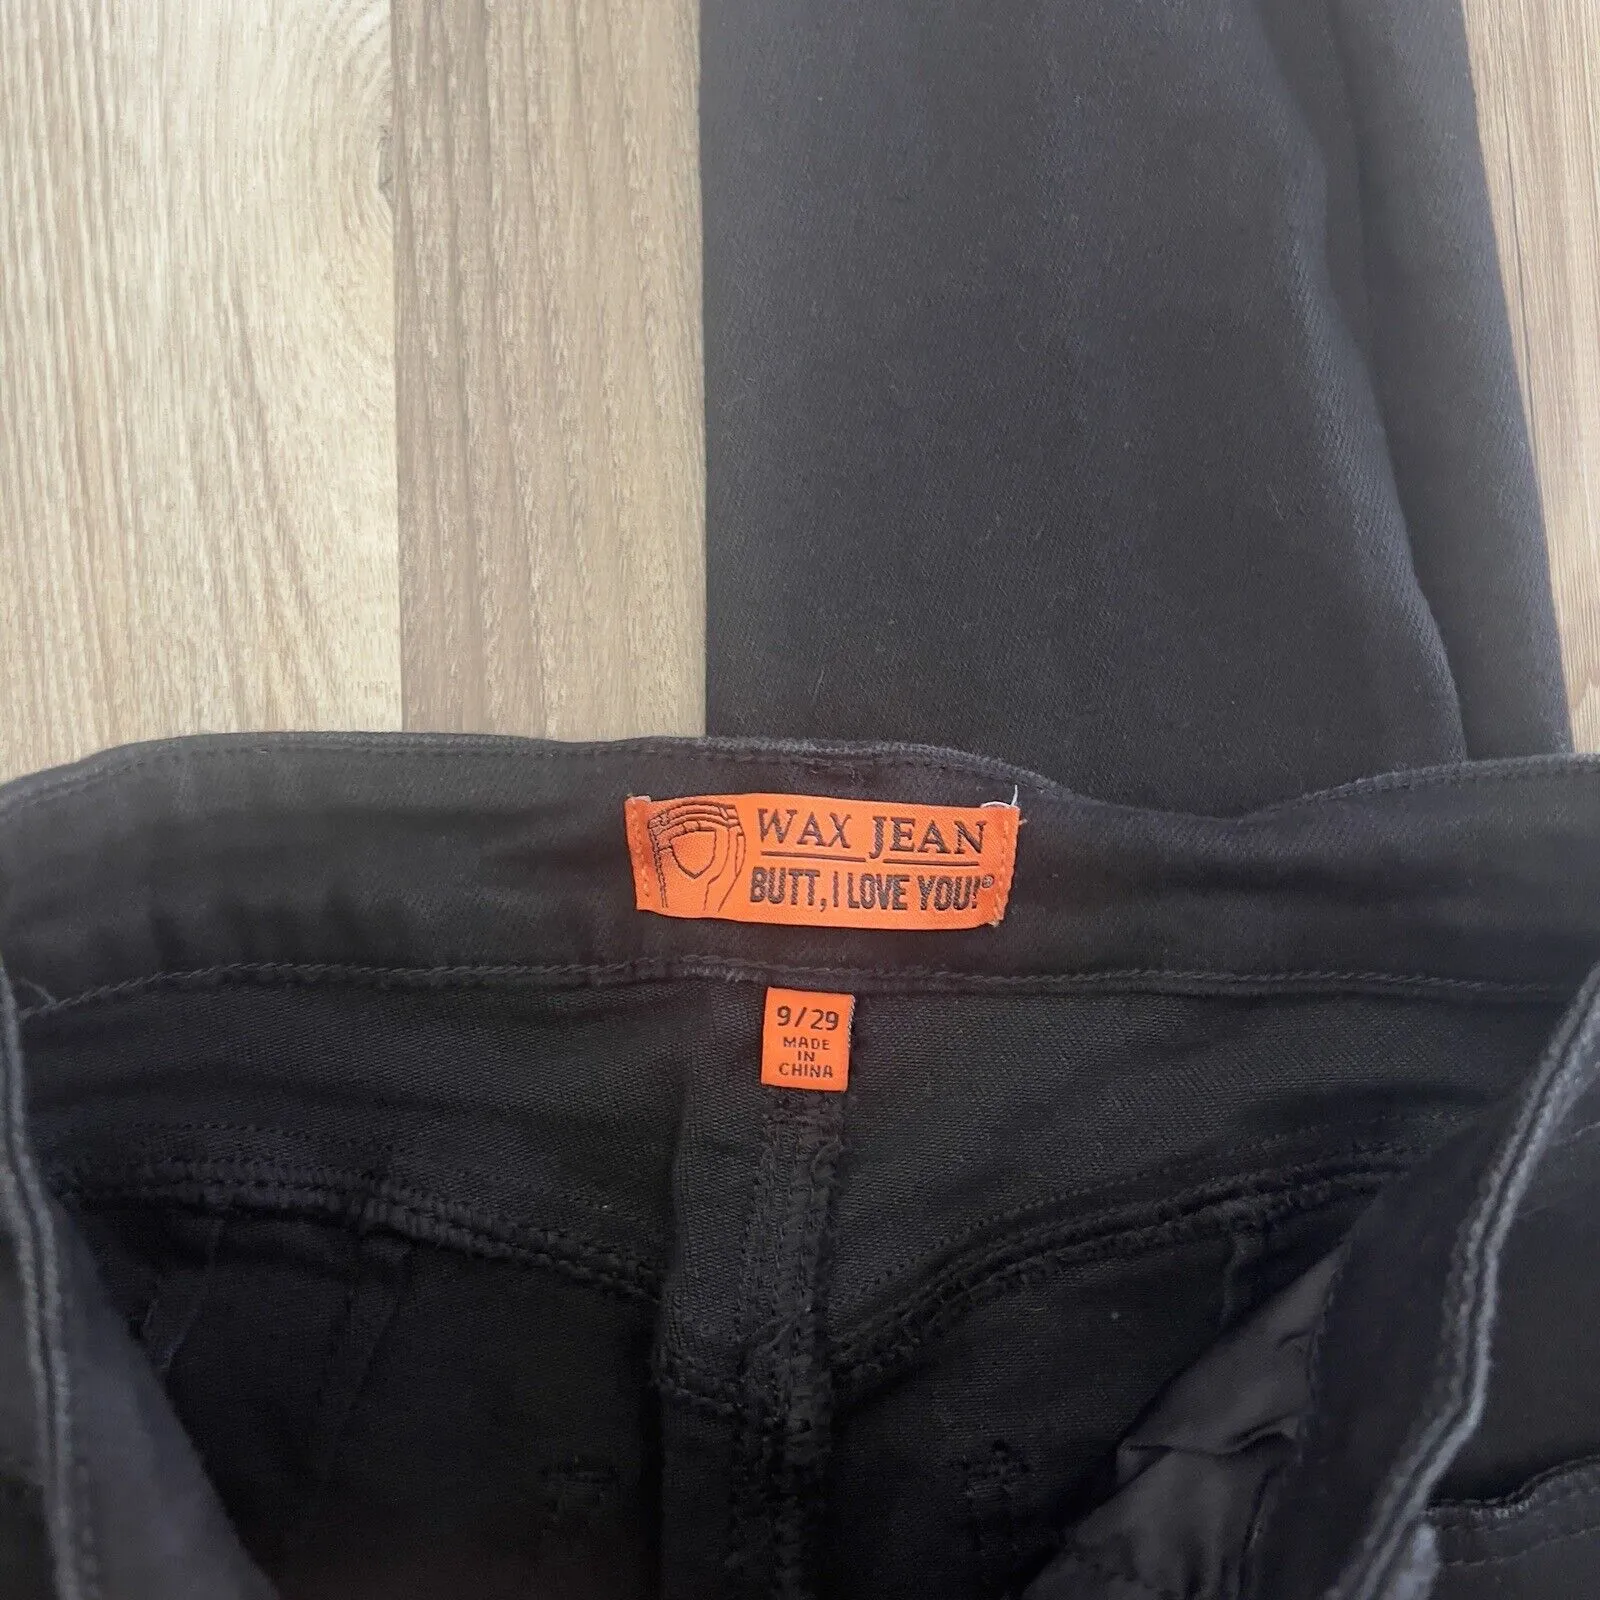 WAX JEAN
BUTT, I LOVE YOU!®
9/29
MADE
IN
CHINA